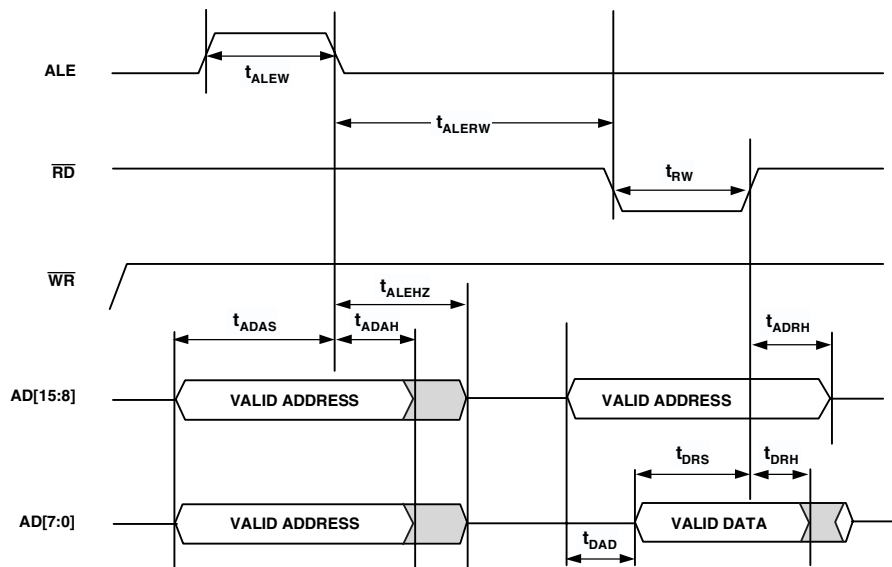 ALE
tALEW
tALERW
RD
tRW
WR
tALEHZ
tADAS
tADAH
tADRH
AD[15:8]
VALID ADDRESS
VALID ADDRESS
tDRS
tDRH
AD[7:0]
VALID ADDRESS
VALID DATA
tDAD